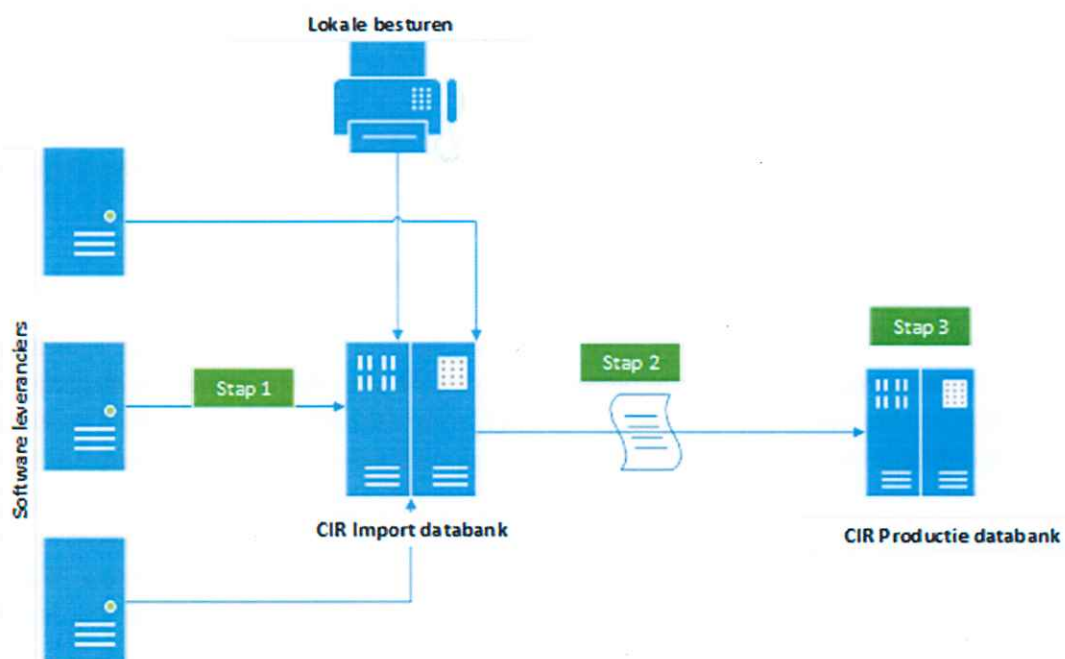 Lokale besturen
Software leveranciers
Stap 1
Stap 2
Stap 3
CIR Import databank
CIR Productie databank